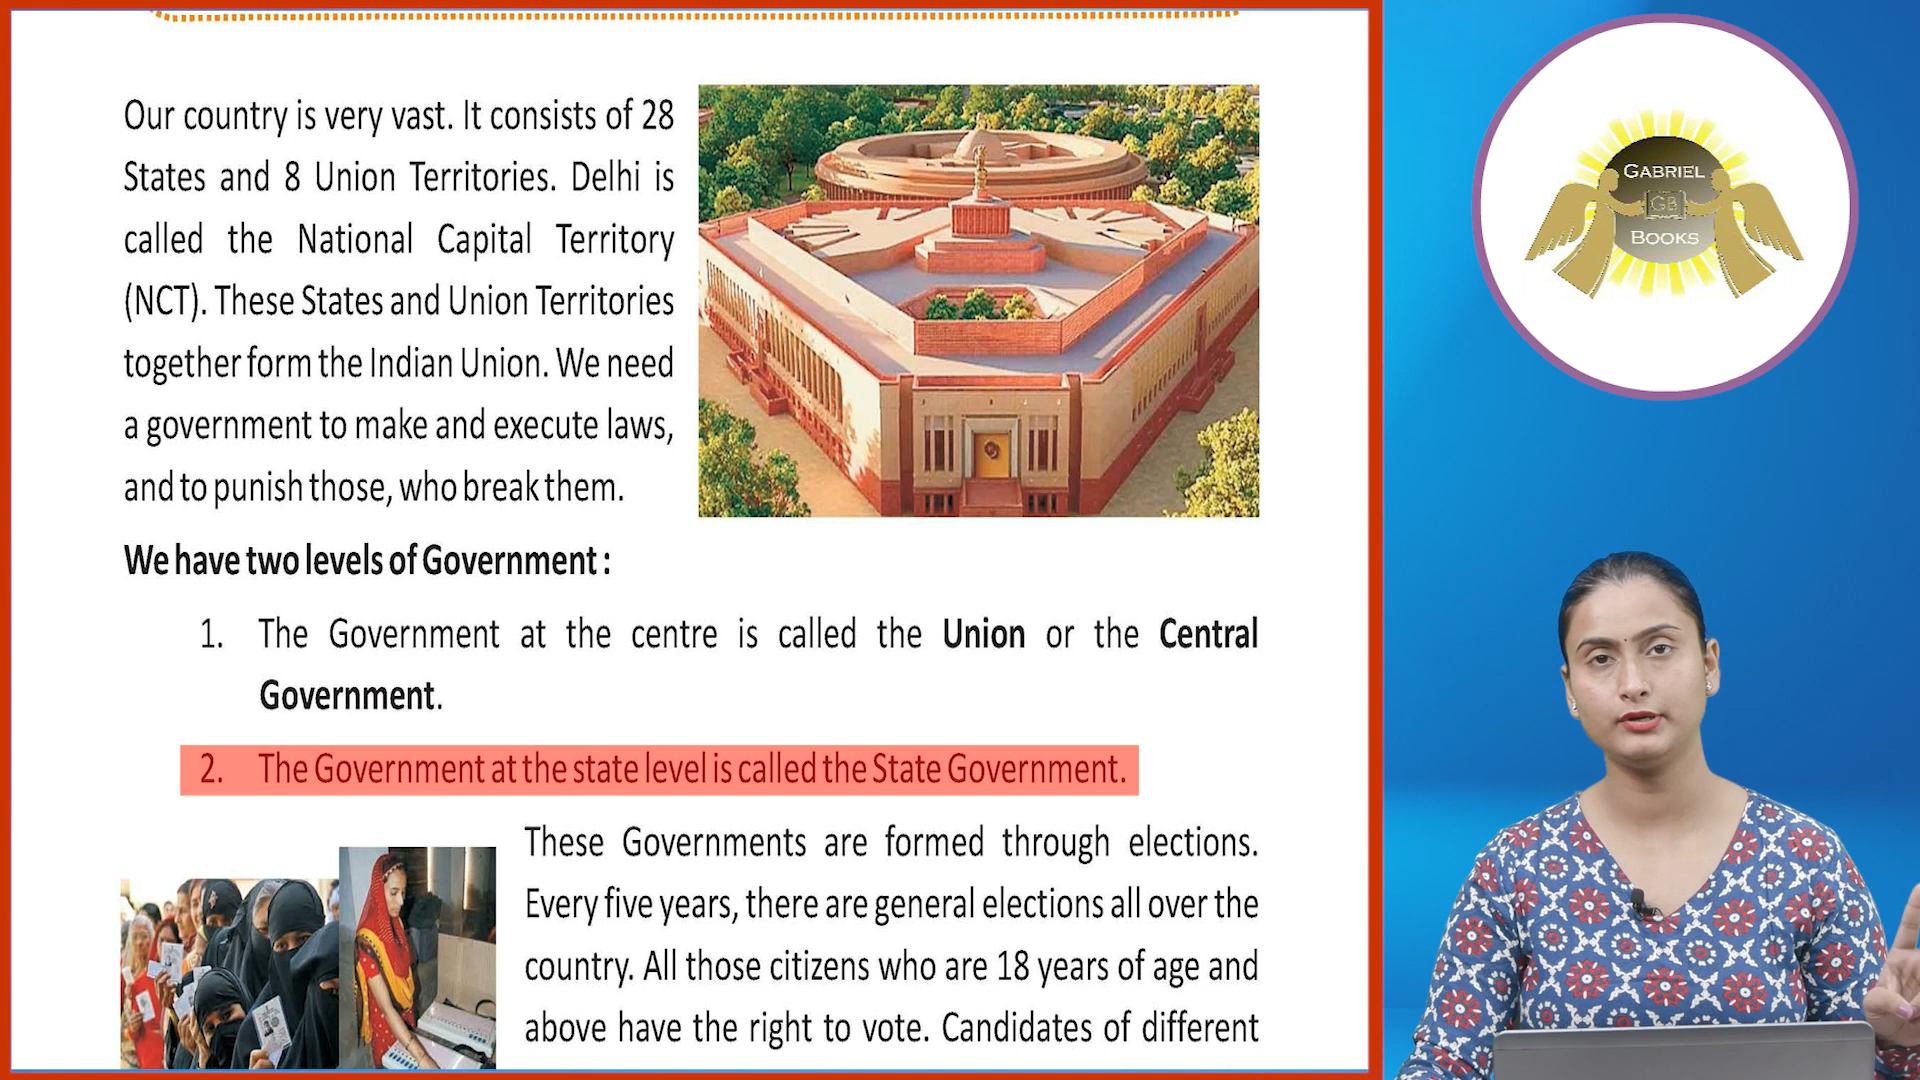 Our country is very vast. It consists of 28
States and 8 Union Territories. Delhi is
called the National Capital Territory
(NCT). These States and Union Territories
together form the Indian Union. We need
a government to make and execute laws,
and to punish those, who break them.
We have two levels of Government :
1. The Government at the centre is called the Union or the Central
Government.
2. The Government at the state level is called the State Government.
These Governments are formed through elections.
Every five years, there are general elections all over the
country. All those citizens who are 18 years of age and
above have the right to vote. Candidates of different
GABRIEL
GB
BOOKS